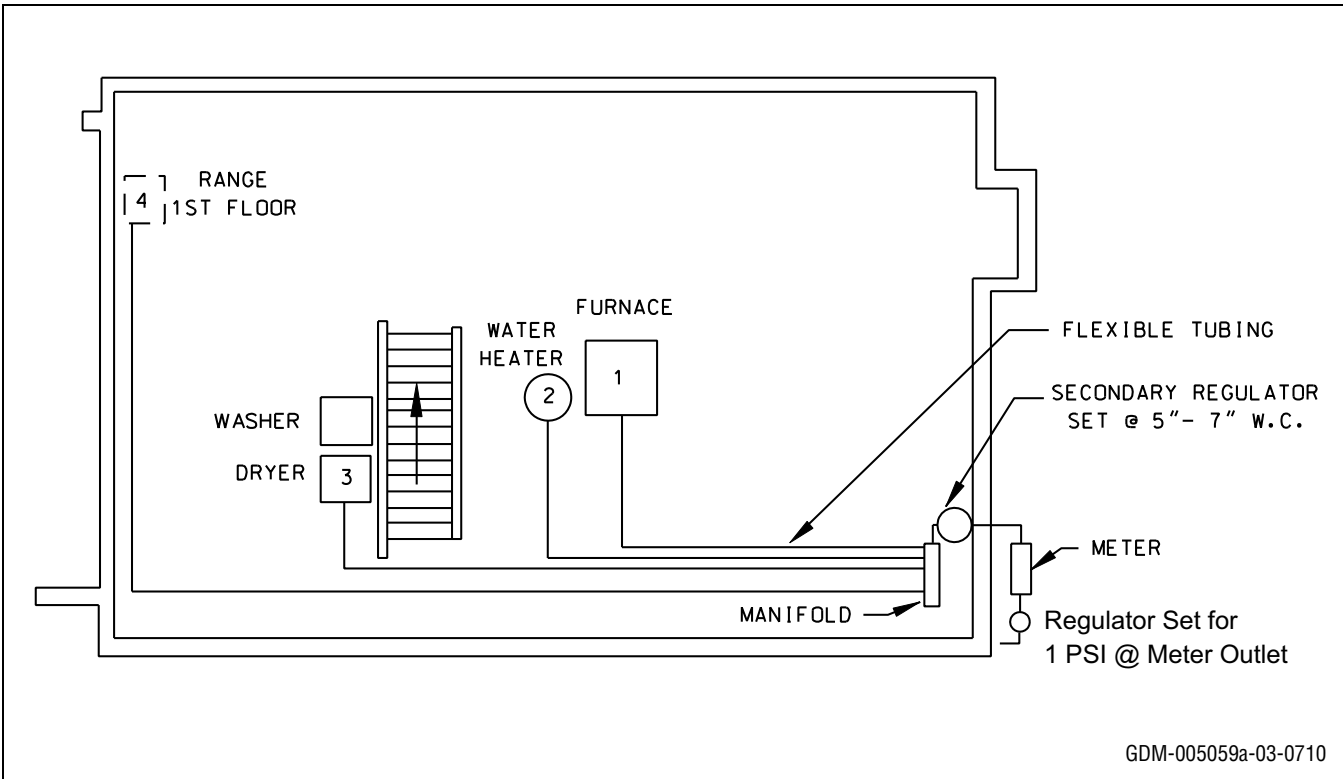 RANGE
1ST FLOOR
4
FURNACE
1
WATER
HEATER
2
FLEXIBLE TUBING
SECONDARY REGULATOR
SET @ 5"- 7" W.C.
WASHER
DRYER
3
METER
MANIFOLD
Regulator Set for
1 PSI @ Meter Outlet
GDM-005059a-03-0710